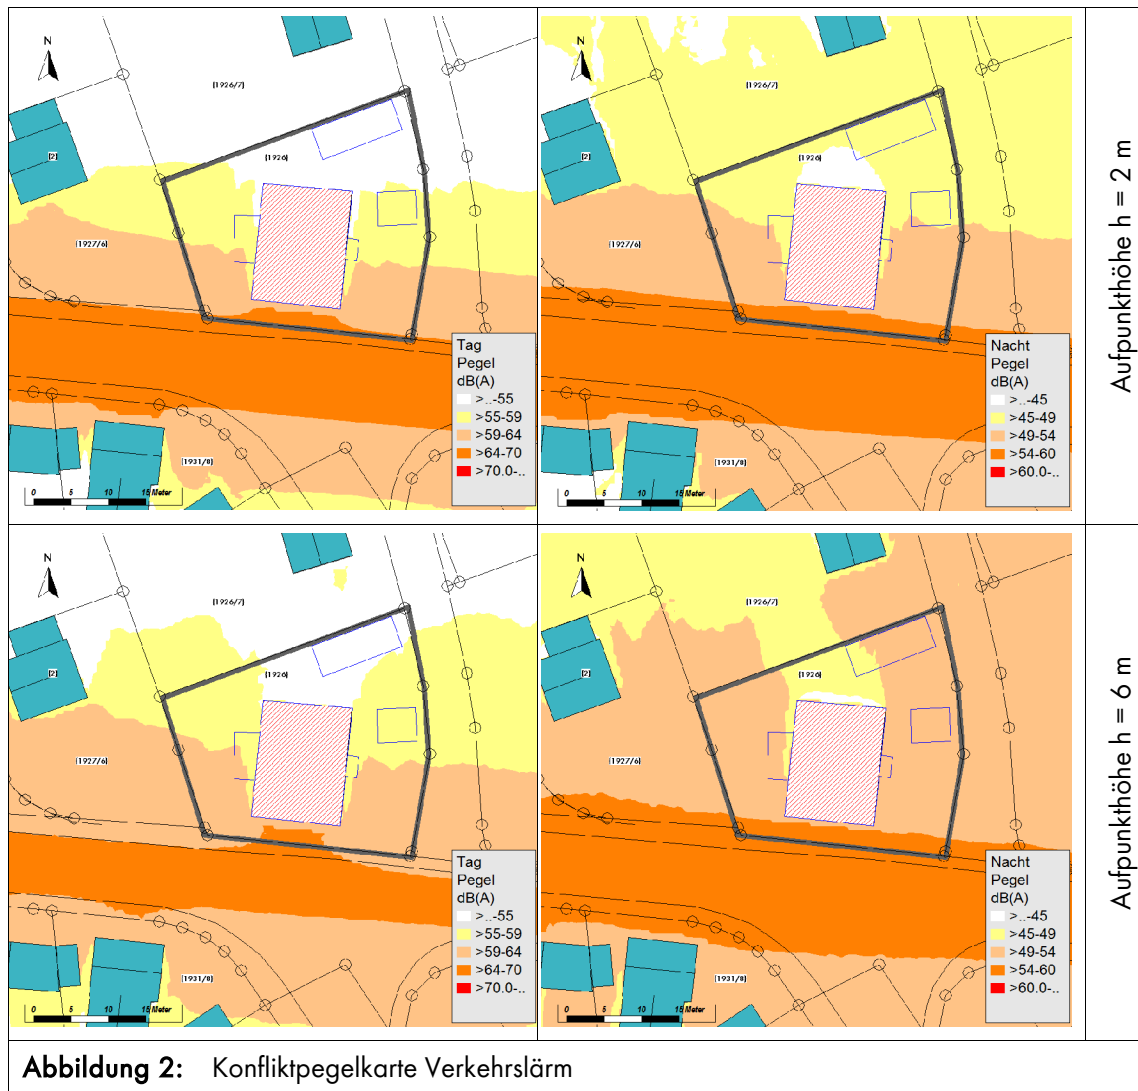 N
(1926/7)
(1926)
(2)
(1927/6)
(1931/8)
0 5 10 15 Meter
Tag
Pegel
dB(A)
>..-55
>55-59
>59-64
>64-70
>70.0-..
N
(1926/7)
(1926)
(2)
(1927/6)
(1931/8)
0 5 10 15 Meter
Nacht
Pegel
dB(A)
>..-45
>45-49
>49-54
>54-60
>60.0-..
Aufpunkthöhe h = 2 m
N
(1926/7)
(1926)
(2)
(1927/6)
(1931/8)
0 5 10 15 Meter
Tag
Pegel
dB(A)
>..-55
>55-59
>59-64
>64-70
>70.0-..
N
(1926/7)
(1926)
(2)
(1927/6)
(1931/8)
0 5 10 15 Meter
Nacht
Pegel
dB(A)
>..-45
>45-49
>49-54
>54-60
>60.0-..
Aufpunkthöhe h = 6 m
Abbildung 2: Konfliktpegelkarte Verkehrslärm